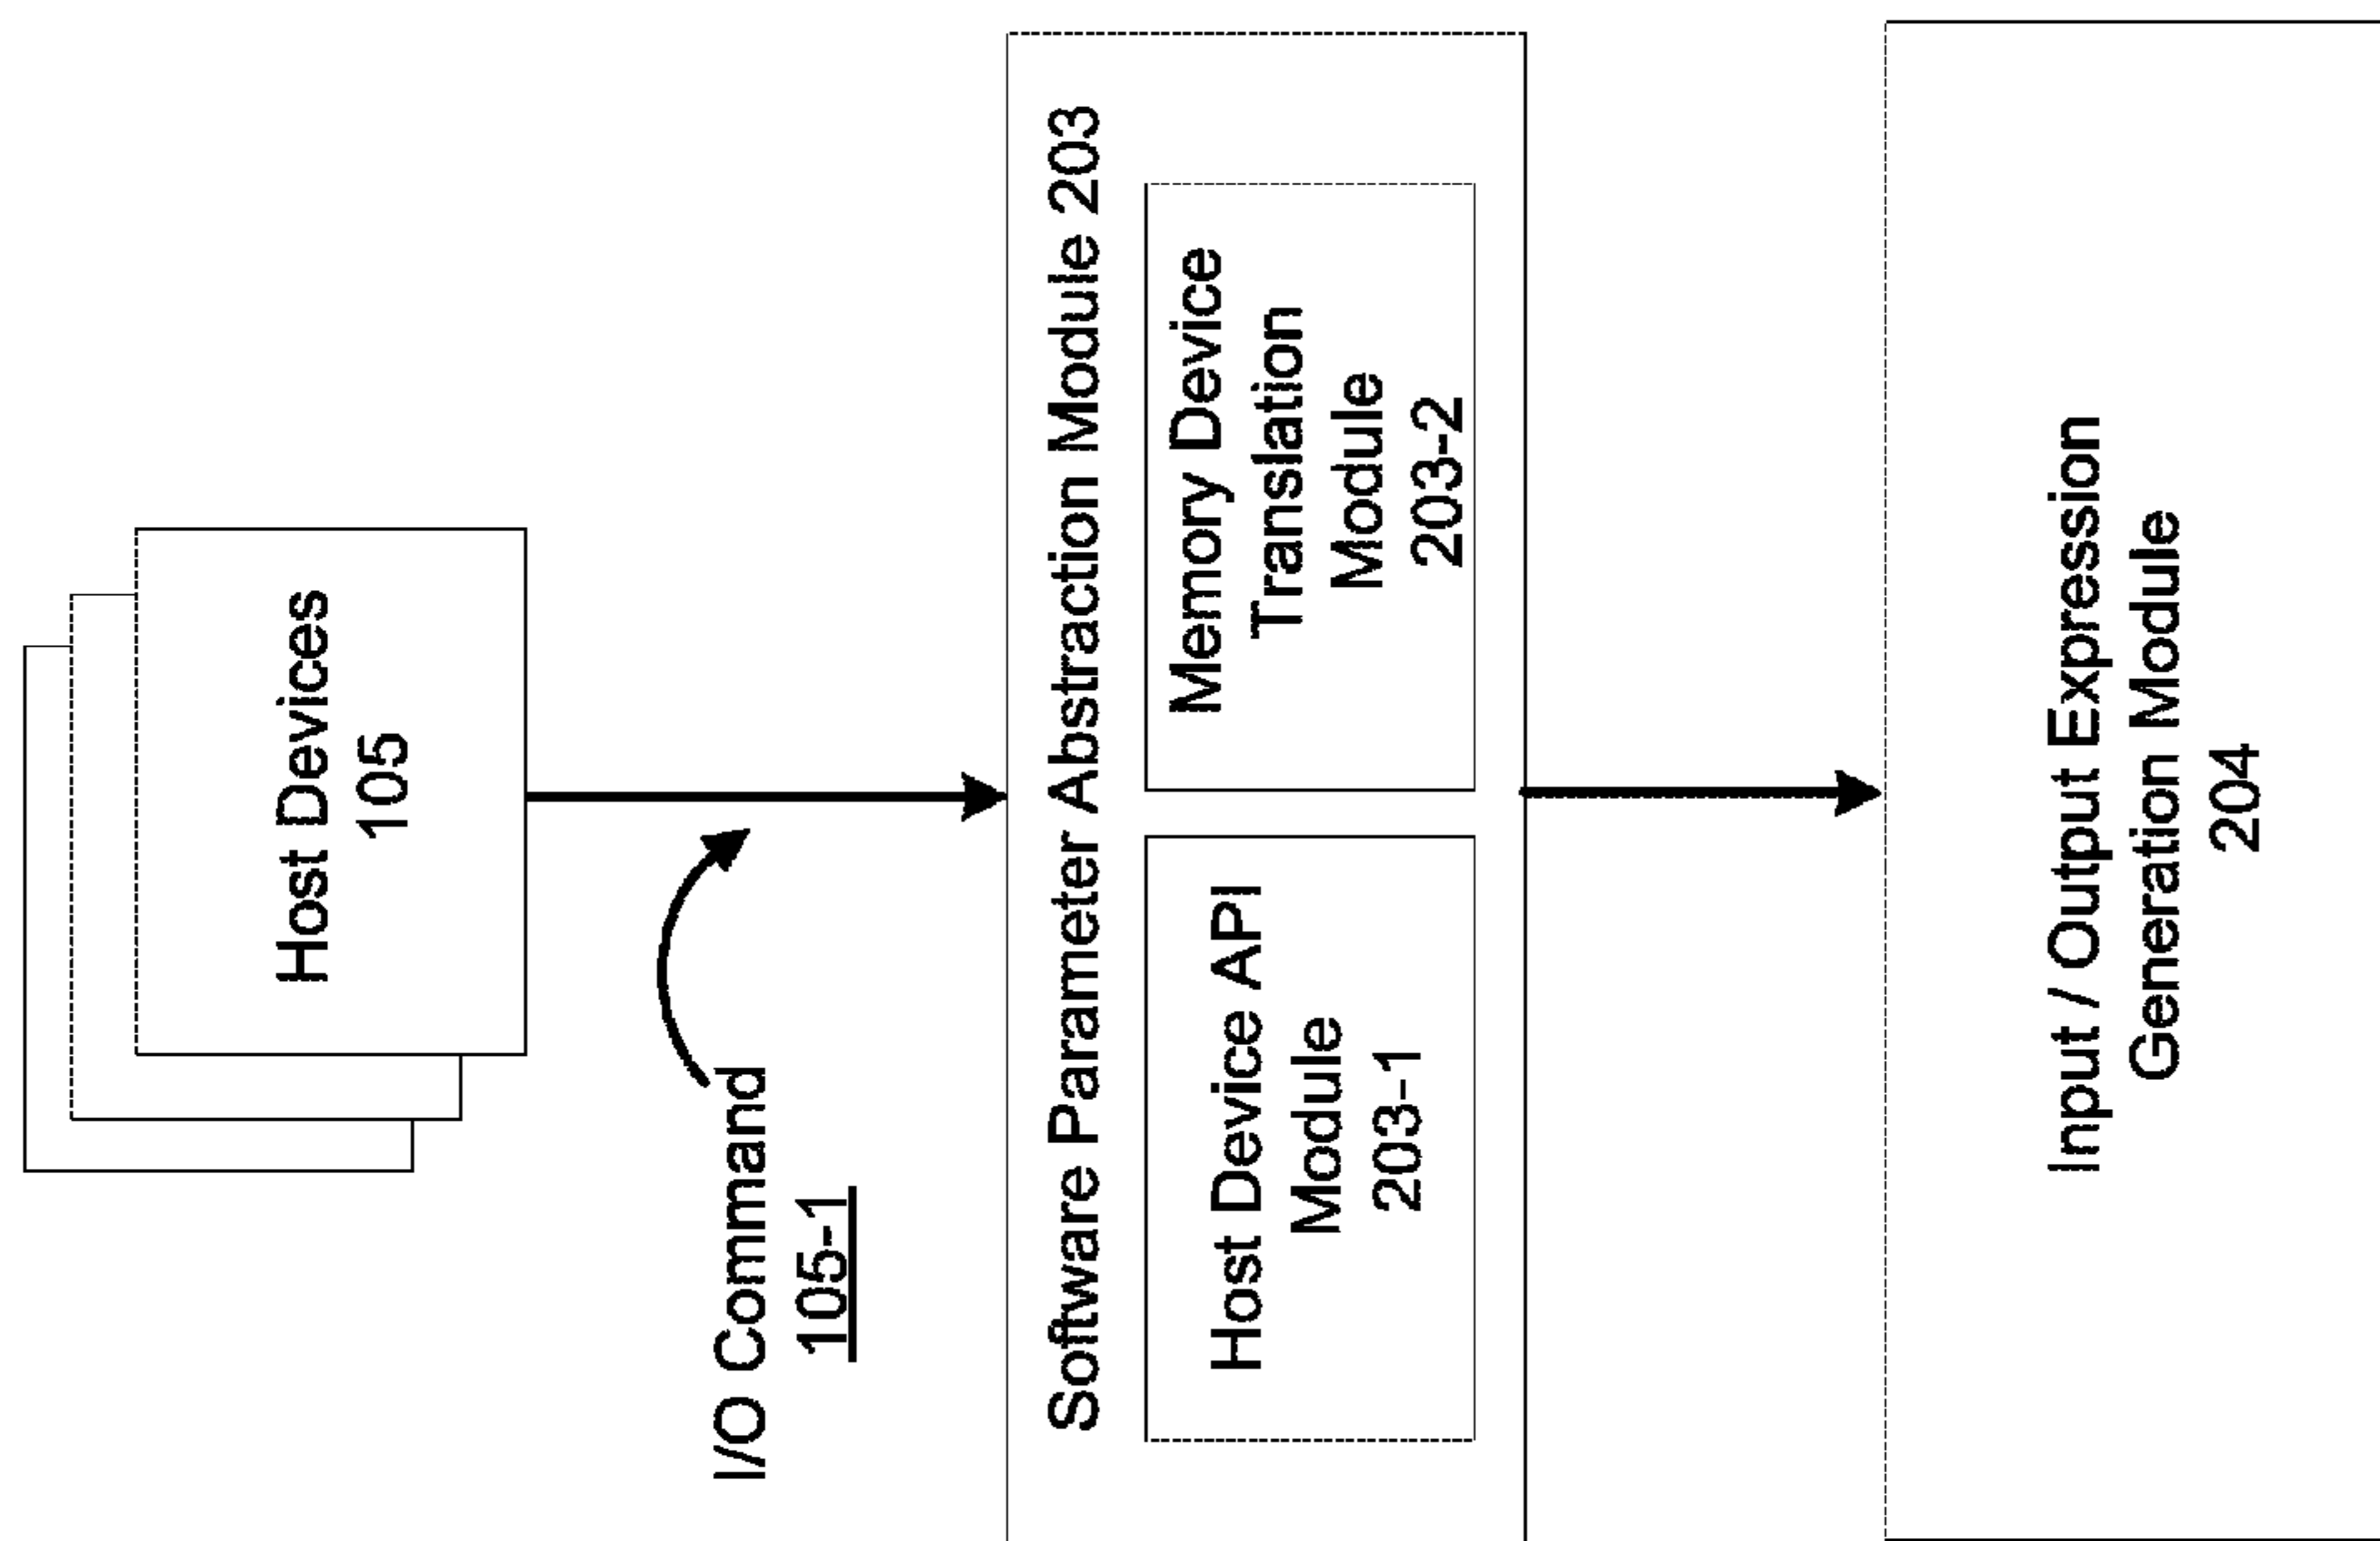 Host Devices
105
I/O Command
105-1
Software Parameter Abstraction Module 203
Host Device API
Module
203-1
Memory Device
Translation
Module
203-2
Input / Output Expression
Generation Module
204